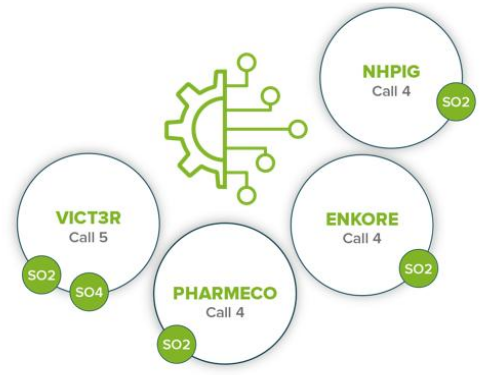 NHPIG
Call 4
SO2
VICT3R
Call 5
SO2
SO4
ENKORE
Call 4
SO2
PHARMECO
Call 4
SO2